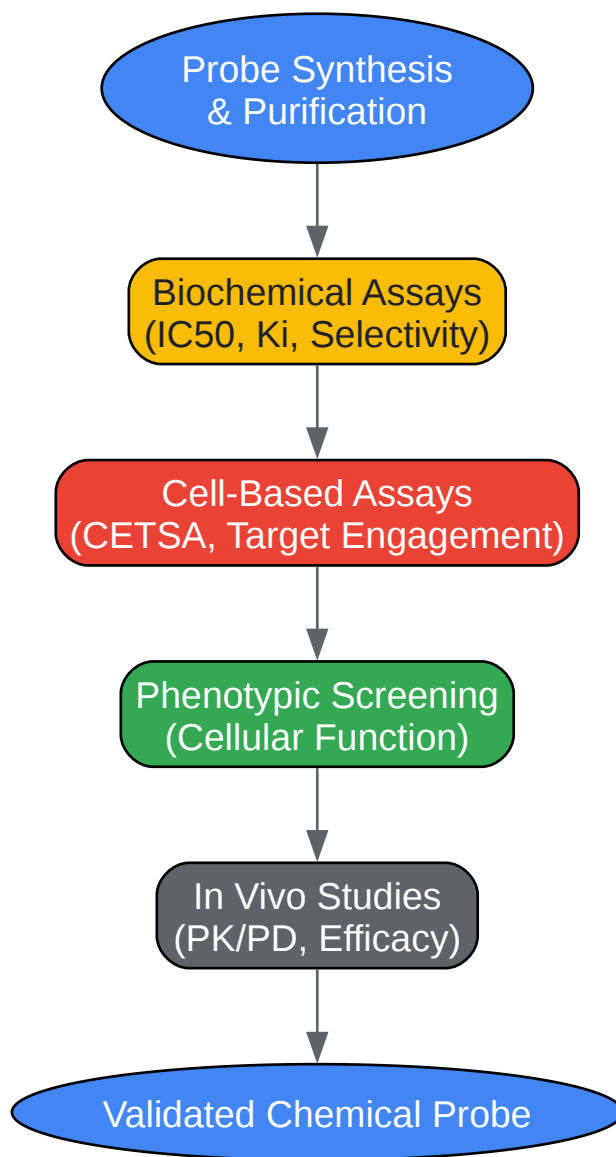 Probe Synthesis
& Purification
Biochemical Assays
(IC50, Ki, Selectivity)
Cell-Based Assays
(CETSA, Target Engagement)
Phenotypic Screening
(Cellular Function)
In Vivo Studies
(PK/PD, Efficacy)
Validated Chemical Probe